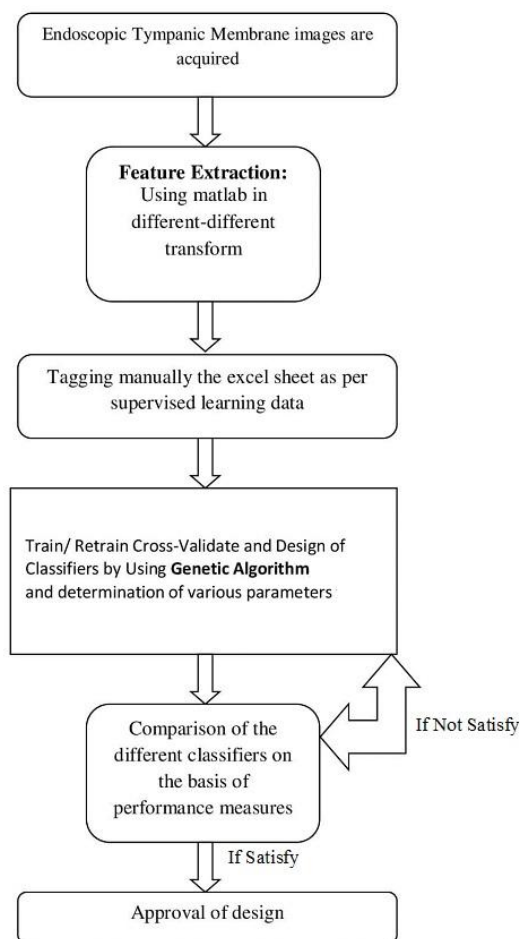 Endoscopic Tympanic Membrane images are
acquired
Feature Extraction:
Using matlab in
different-different
transform
Tagging manually the excel sheet as per
supervised learning data
Train/ Retrain Cross-Validate and Design of
Classifiers by Using Genetic Algorithm
and determination of various parameters
Comparison of the
different classifiers on
the basis of
performance measures
If Not Satisfy
If Satisfy
Approval of design